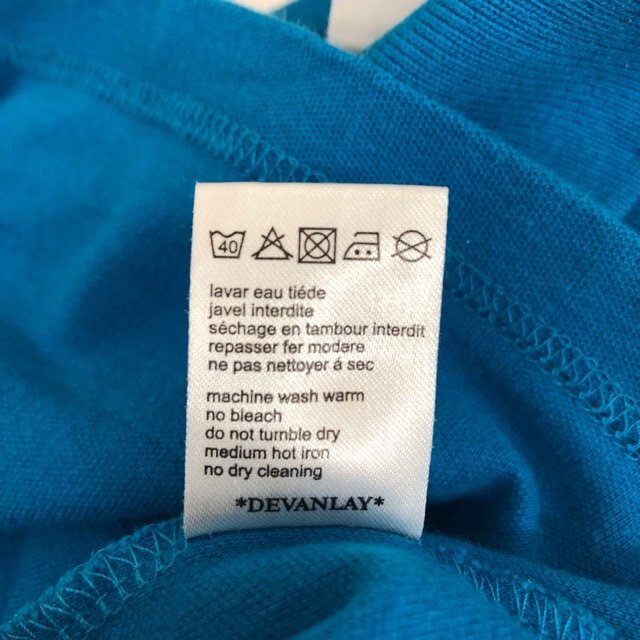 40
lavar eau tiéde
javel interdite
séchage en tambour interdit
repasser fer modare
ne pas nettoyer á sec
machine wash warm
no bleach
do not tumble dry
medium hot iron
no dry cleaning
*DEVANLAY*